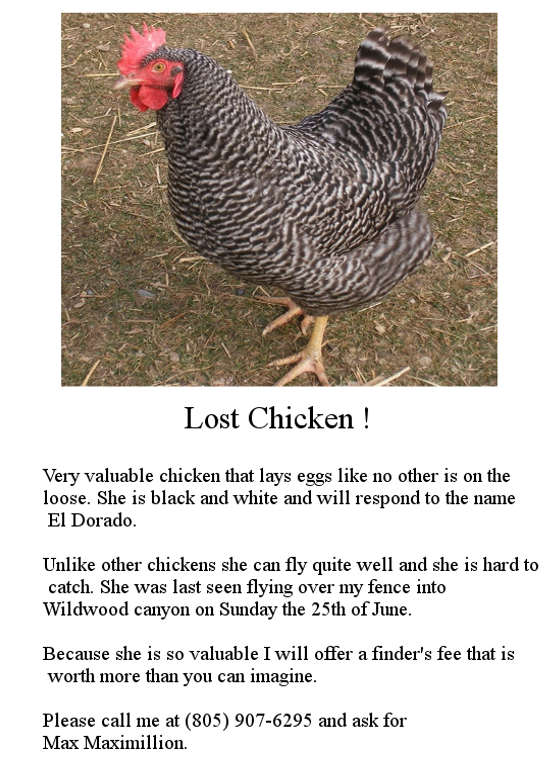 Lost Chicken !
Very valuable chicken that lays eggs like no other is on the
loose. She is black and white and will respond to the name
El Dorado.
Unlike other chickens she can fly quite well and she is hard to
catch. She was last seen flying over my fence into
Wildwood canyon on Sunday the 25th of June.
Because she is so valuable I will offer a finder's fee that is
worth more than you can imagine.
Please call me at (805) 907-6295 and ask for
Max Maximillion.